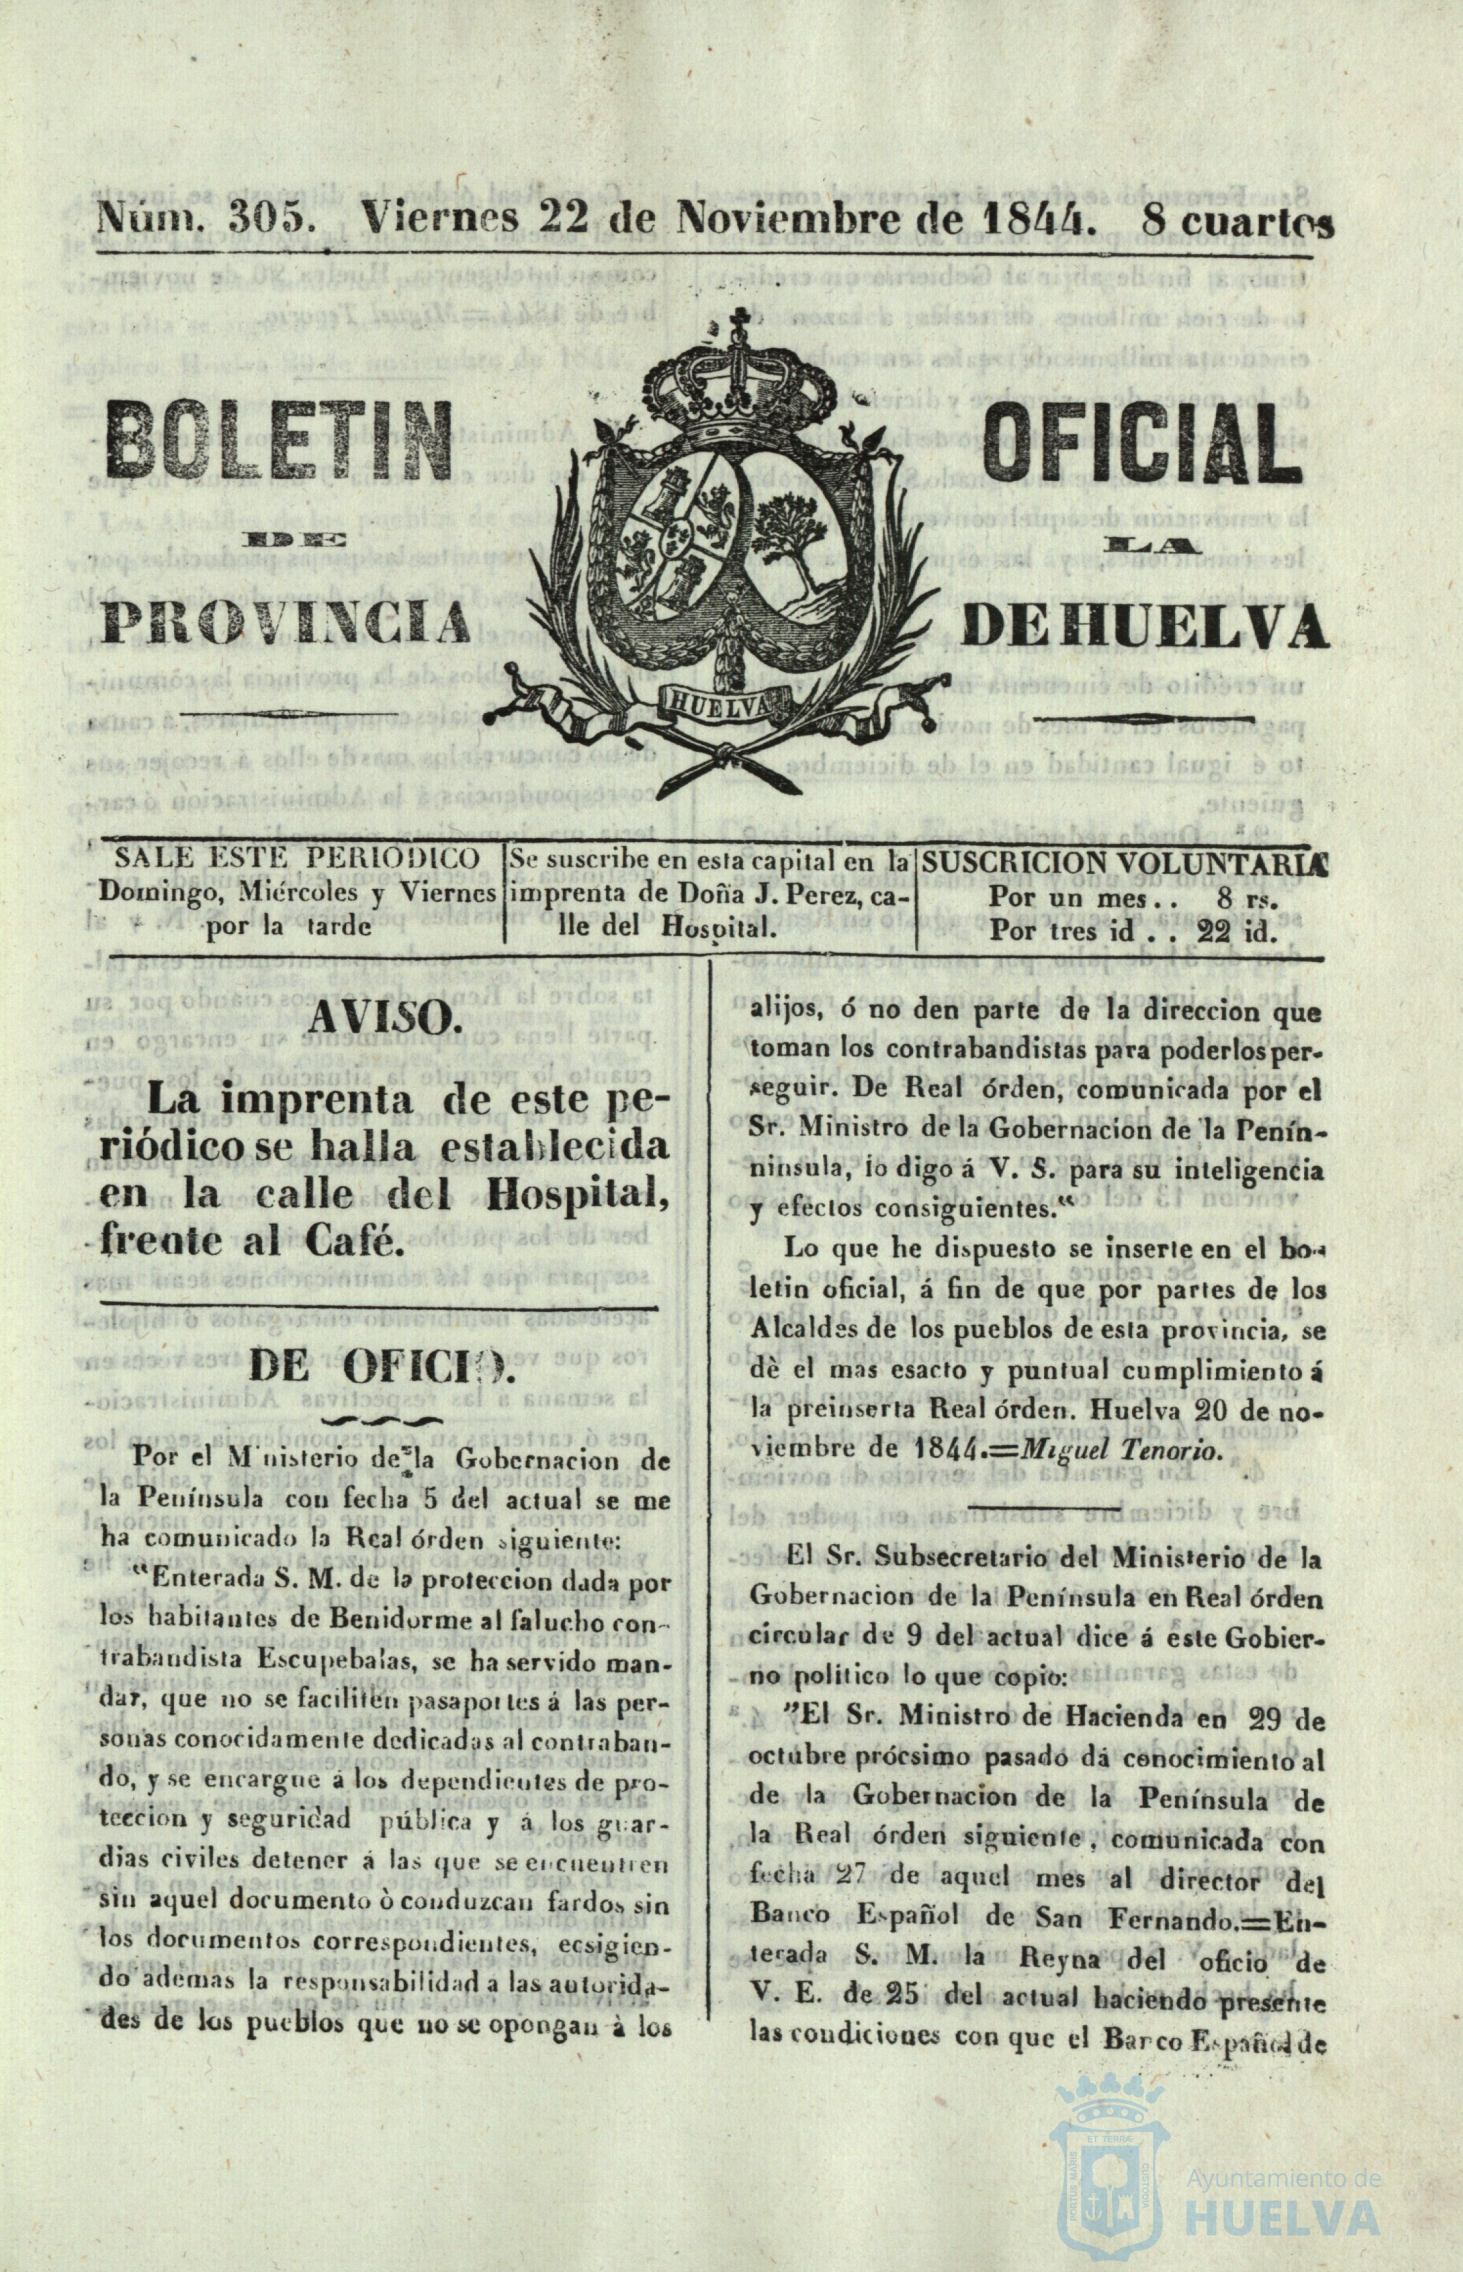 Núm. 305. Viernes 22 de Noviembre de 1844. 8 cuartos
BOLETIN OFICIAL
DE LA
PROVINCIA DE HUELVA
HUELVA
SALE ESTE PERIODICO
Domingo, Miércoles y Viernes
por la tarde
Se suscribe en esta capital en la
imprenta de Doña J. Perez, ca-
lle del Hospital.
SUSCRICION VOLUNTARIA
Por un mes.. 8 rs.
Por tres id .. 22 id.
AVISO.
La imprenta de este pe-
riódico se halla establecida
en la calle del Hospital,
frente al Café.
DE OFICIO.
Por el Ministerio de la Gobernacion de
la Península con fecha 5 del actual se me
ha comunicado la Real órden siguiente:
"Enterada S. M. de la proteccion dada por
los habitantes de Benidorme al falucho con-
trabandista Escupebalas, se ha servido man-
dar, que no se faciliten pasaportes á las per-
sonas conocidamente dedicadas al contraban-
do, y se encargue á los dependientes de pro-
teccion y seguridad pública y á los guar-
dias civiles detener á las que se encuentren
sin aquel documento ò conduzcan fardos sin
los documentos correspondientes, ecsigien-
do ademas la responsabilidad a las autorida-
des de los pueblos que no se opongan à los
alijos, ó no den parte de la direccion que
toman los contrabandistas para poderlos per-
seguir. De Real órden, comunicada por el
Sr. Ministro de la Gobernacion de la Penín-
ninsula, lo digo á V. S. para su inteligencia
y efectos consiguientes."
Lo que he dispuesto se inserte en el bo-
letin oficial, á fin de que por partes de los
Alcaldes de los pueblos de esta provincia, se
dè el mas esacto y puntual cumplimiento á
la preinserta Real órden. Huelva 20 de no-
viembre de 1844.=Miguel Tenorio.
El Sr. Subsecretario del Ministerio de la
Gobernacion de la Península en Real órden
circular de 9 del actual dice á este Gobier-
no politico lo que copio:
"El Sr. Ministro de Hacienda en 29 de
octubre prócsimo pasado dá conocimiento al
de la Gobernacion de la Península de
la Real órden siguiente, comunicada con
fecha 27 de aquel mes al director del
Banco Español de San Fernando.=En-
terada S. M. la Reyna del oficio de
V. E. de 25 del actual haciendo presente
las condiciones con que el Banco Español de
PORTUS MARIS
ET TERRÆ
CUSTODIA
Ayuntamiento de
HUELVA